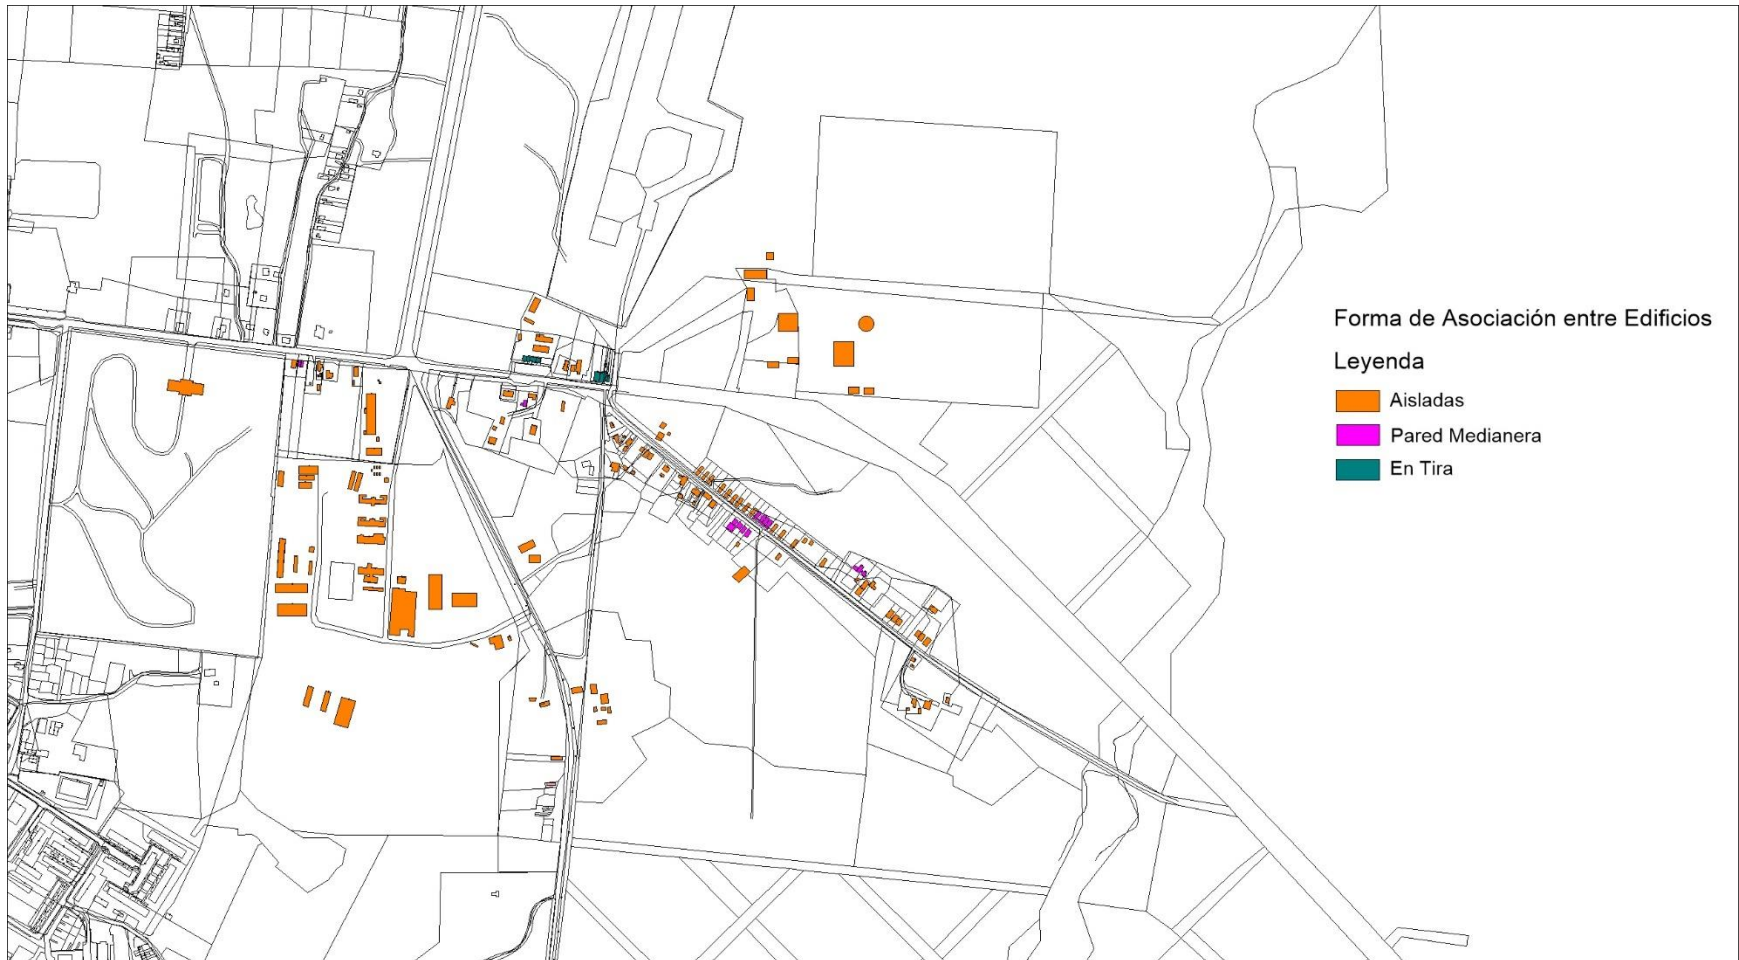 Forma de Asociación entre Edificios
Leyenda
Aisladas
Pared Medianera
En Tira